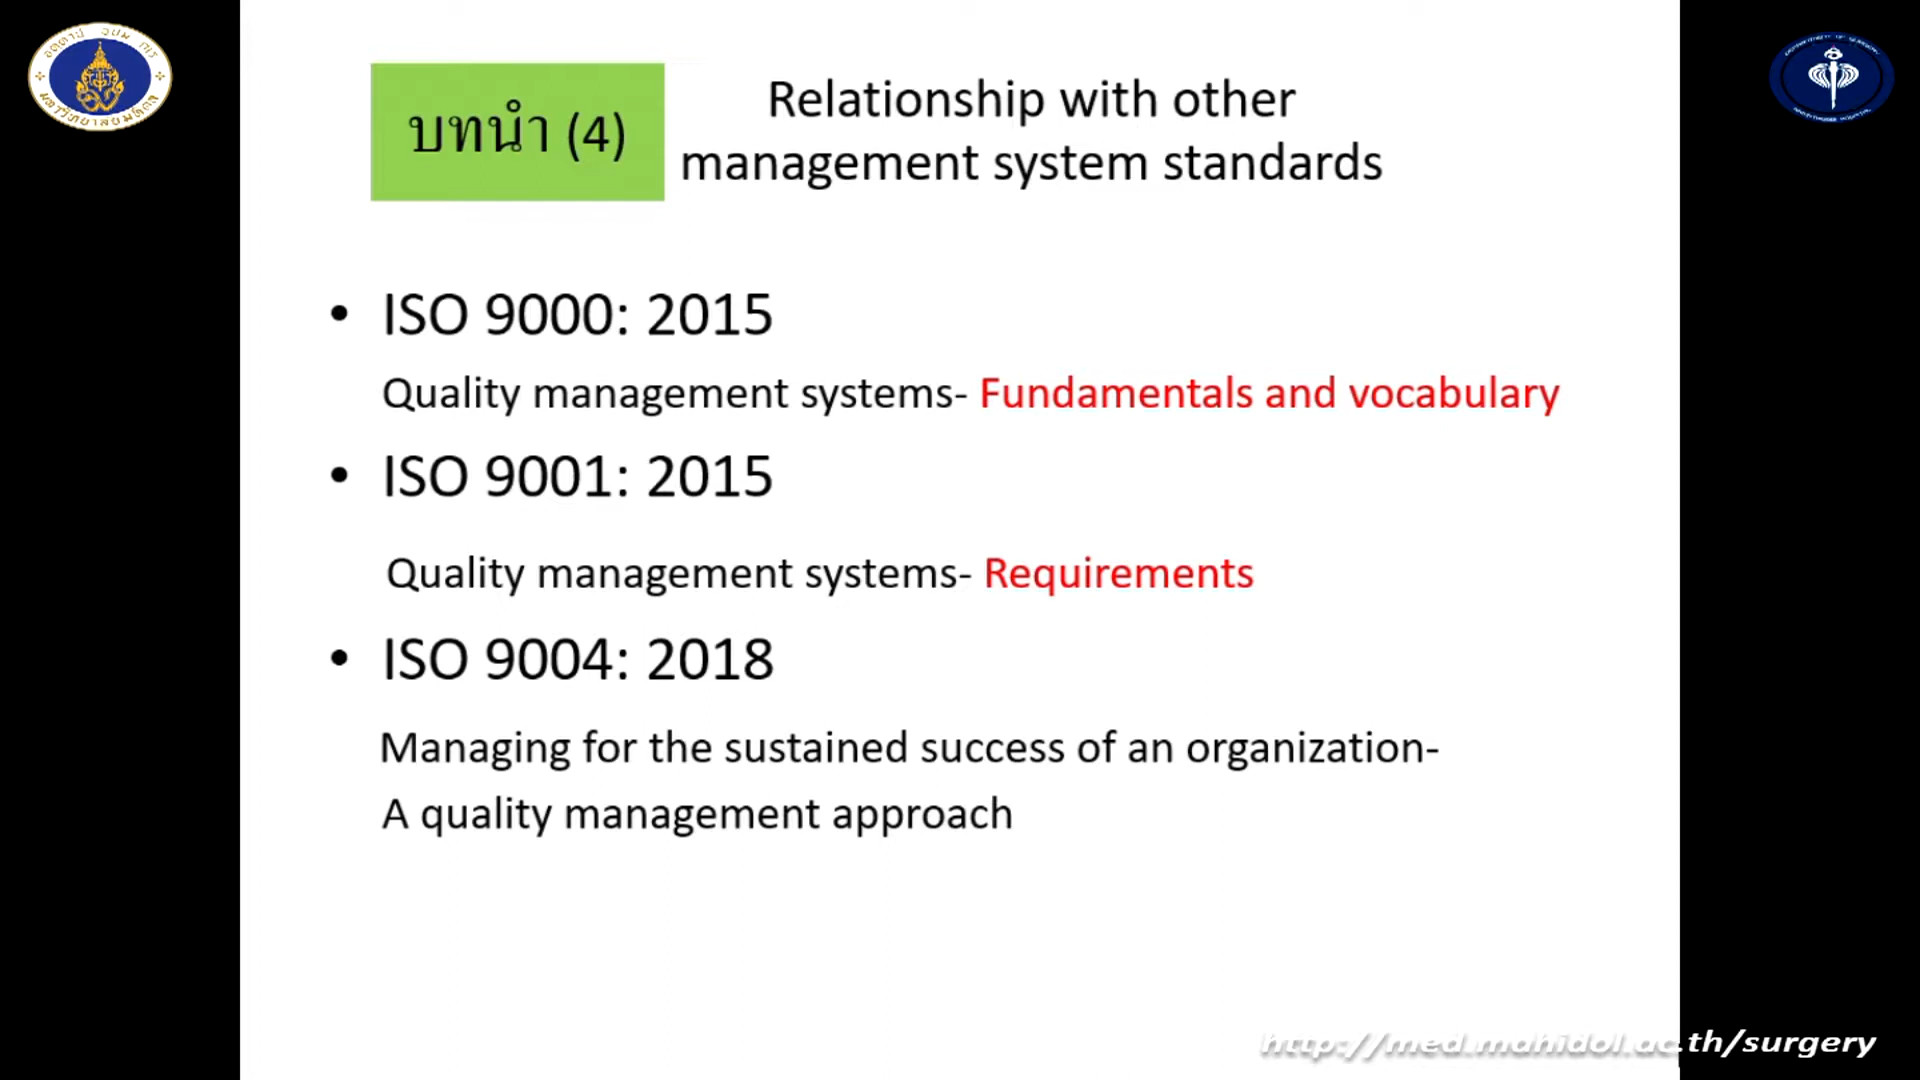 บทนำ (4)
Relationship with other
management system standards
• ISO 9000: 2015
Quality management systems- Fundamentals and vocabulary
• ISO 9001: 2015
Quality management systems- Requirements
• ISO 9004: 2018
Managing for the sustained success of an organization-
A quality management approach
http://med.mahidol.ac.th/surgery